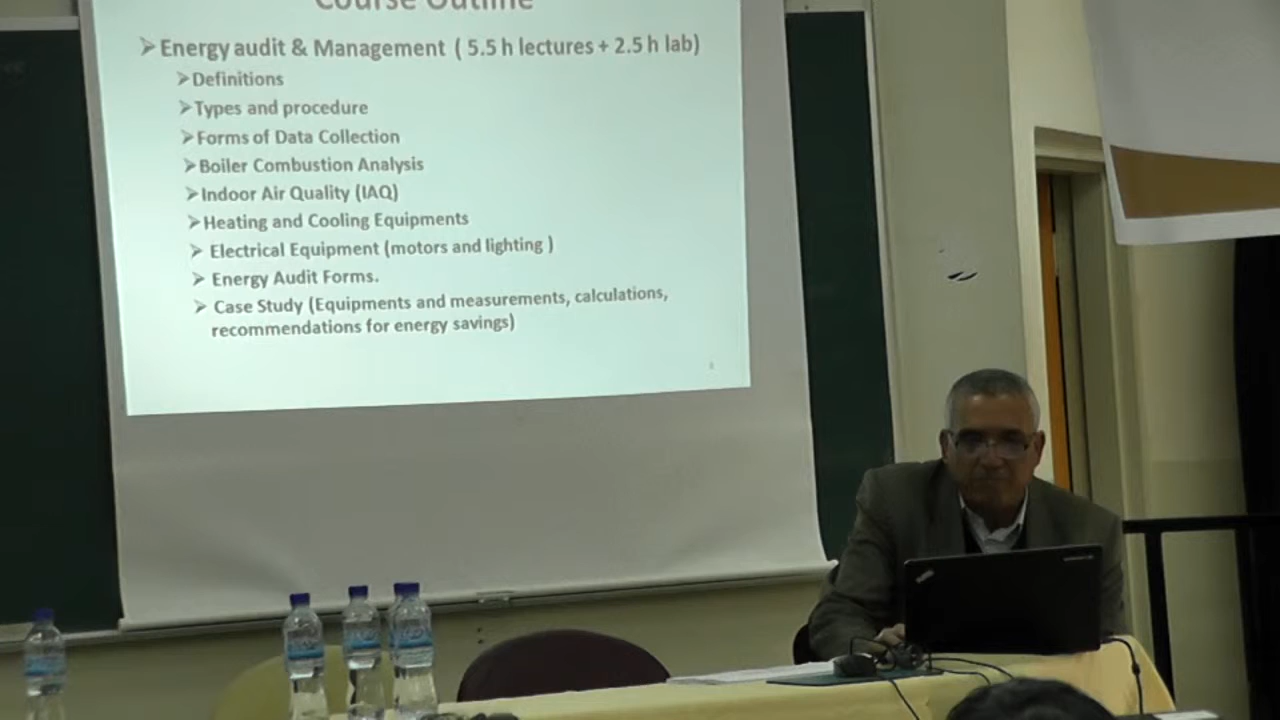 Course Outline
➢Energy audit & Management ( 5.5 h lectures + 2.5 h lab)
➢Definitions
➢Types and procedure
➢Forms of Data Collection
➢Boiler Combustion Analysis
➢Indoor Air Quality (IAQ)
➢Heating and Cooling Equipments
➢ Electrical Equipment (motors and lighting )
➢ Energy Audit Forms.
➢ Case Study (Equipments and measurements, calculations,
recommendations for energy savings)